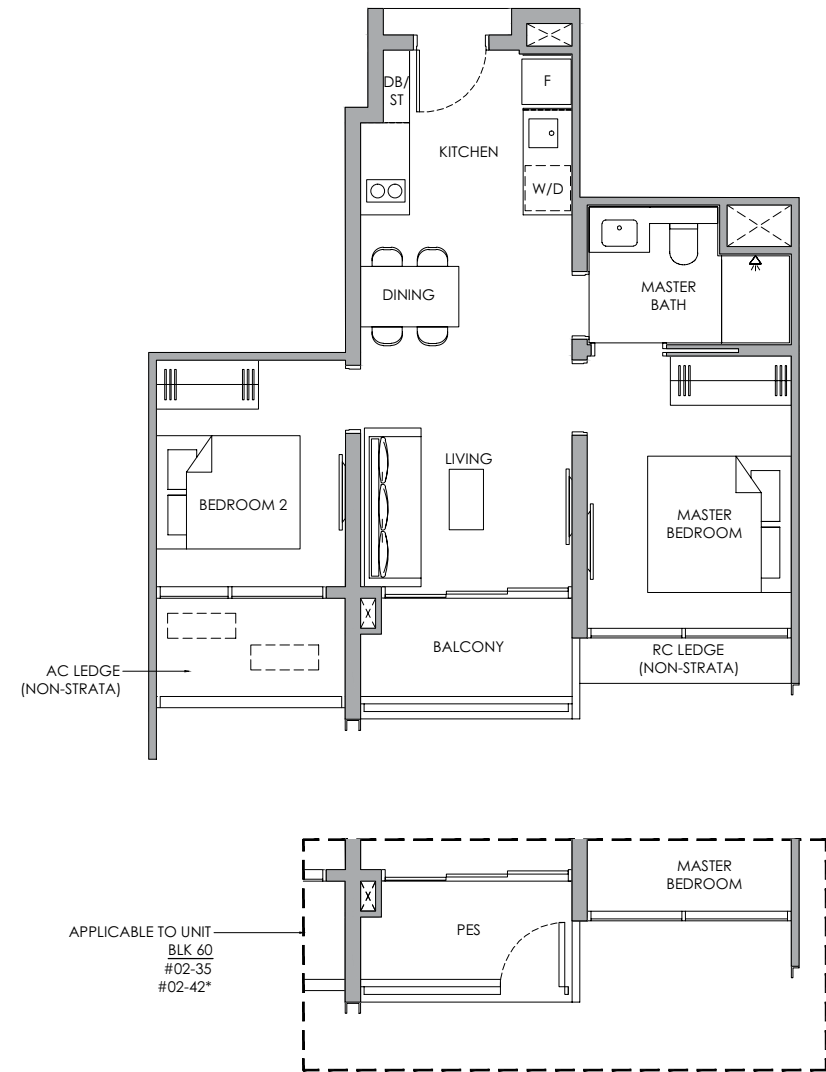 DB/
ST
F
KITCHEN
W/D
DINING
MASTER
BATH
LIVING
BEDROOM 2
MASTER
BEDROOM
BALCONY
RC LEDGE
(NON-STRATA)
AC LEDGE
(NON-STRATA)
MASTER
BEDROOM
PES
APPLICABLE TO UNIT
BLK 60
#02-35
#02-42*